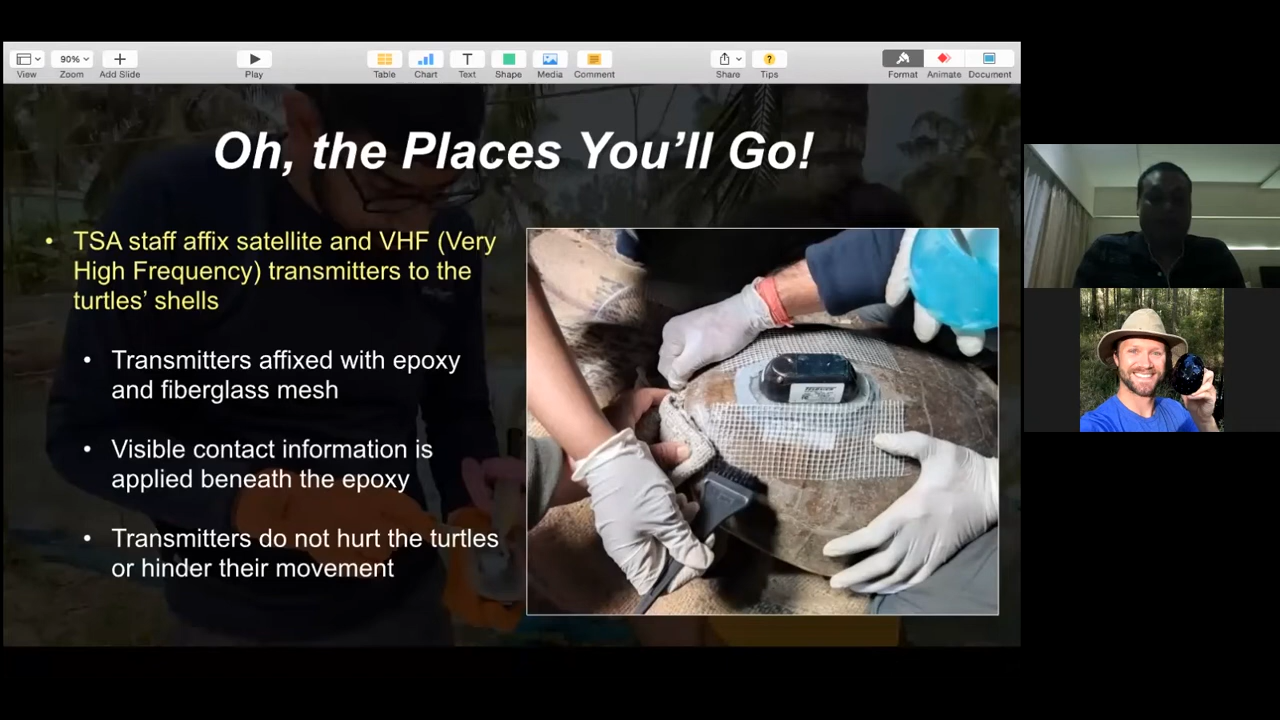 90%
View
Zoom
Add Slide
Play
Table
Chart
Text
Shape
Media
Comment
Share
Tips
Format
Animate
Document
Oh, the Places You'll Go!
• TSA staff affix satellite and VHF (Very
High Frequency) transmitters to the
turtles' shells
• Transmitters affixed with epoxy
and fiberglass mesh
• Visible contact information is
applied beneath the epoxy
• Transmitters do not hurt the turtles
or hinder their movement